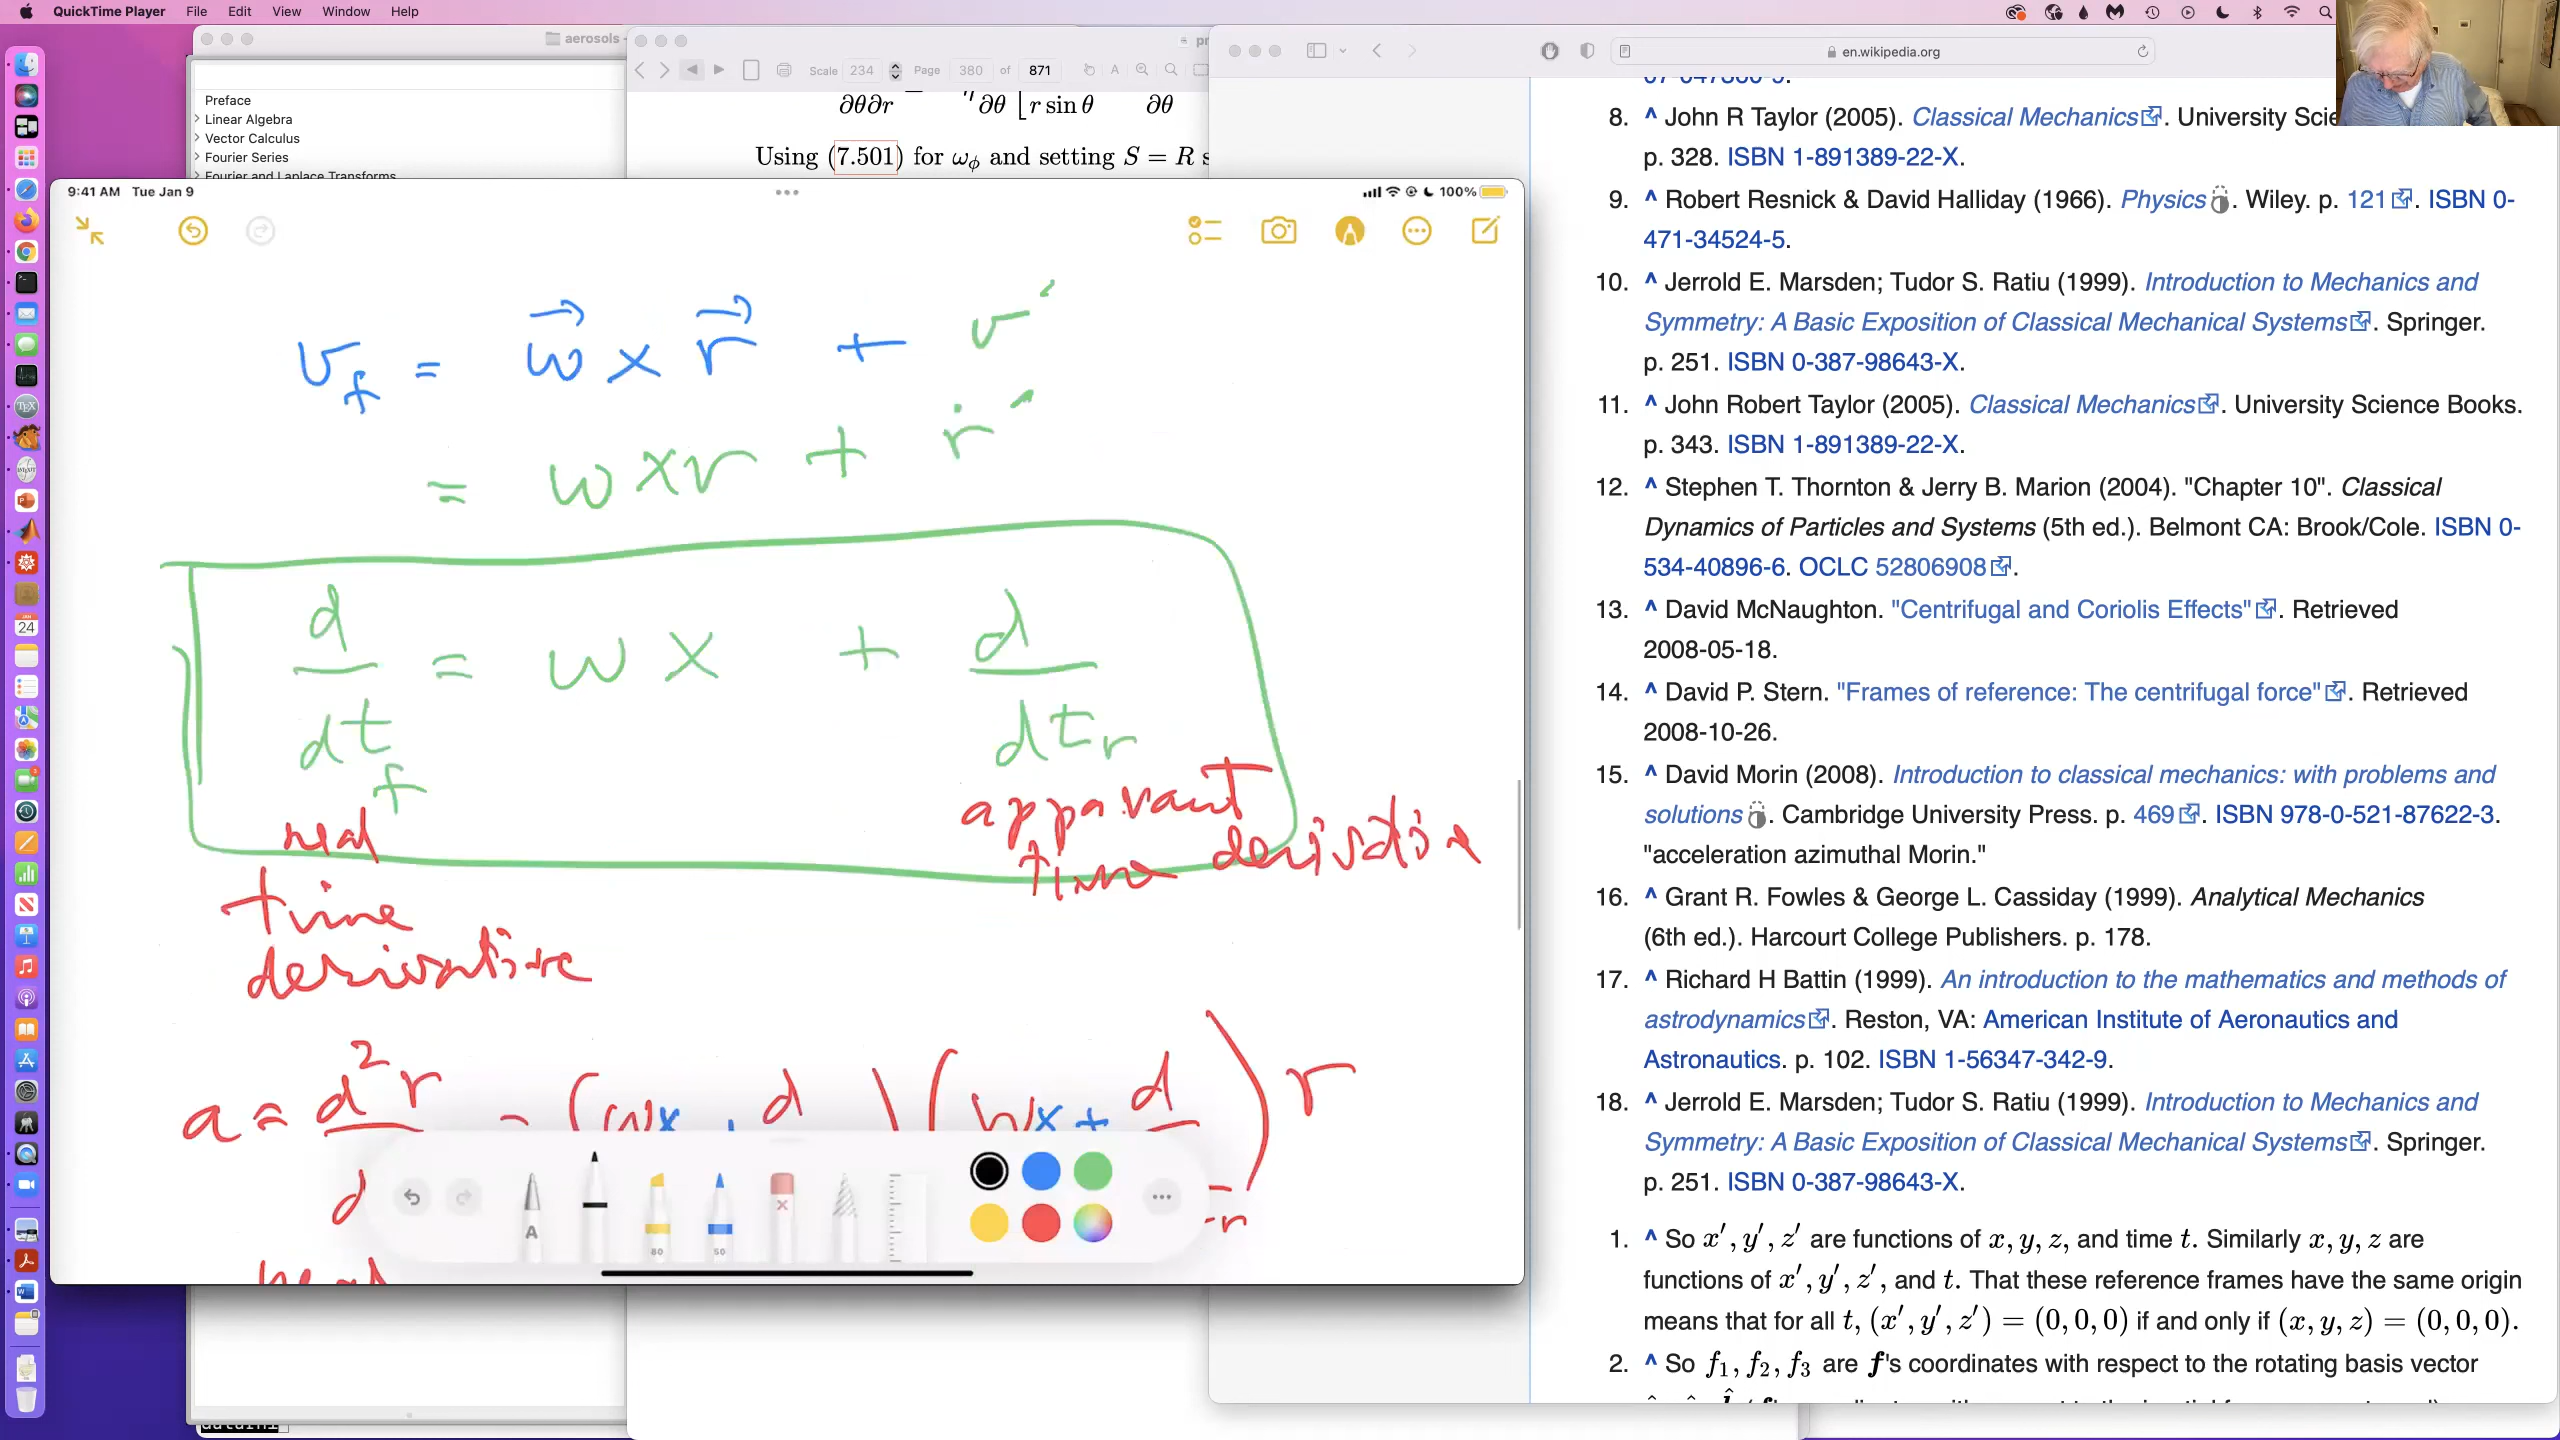 QuickTime Player File Edit View Window Help
aerosols
Preface
Linear Algebra
Vector Calculus
Fourier Series
Fourier and Laplace Transforms
Scale 234 Page 380 of 871
∂θ∂r ∂θ r sin θ ∂θ
Using (7.501) for ωϕ and setting S = R s
9:41 AM Tue Jan 9
100%
v_f = ω × r + v′
= ω × r + ṙ′
d/dt_f = ω × + d/dt_r
real
time
derivative
apparant
time derivative
a = d²r
(ωx , d ) (ωx + d ) r
A
80
50
en.wikipedia.org
8. ^ John R Taylor (2005). Classical Mechanics. University Scie
p. 328. ISBN 1-891389-22-X.
9. ^ Robert Resnick & David Halliday (1966). Physics. Wiley. p. 121. ISBN 0-
471-34524-5.
10. ^ Jerrold E. Marsden; Tudor S. Ratiu (1999). Introduction to Mechanics and
Symmetry: A Basic Exposition of Classical Mechanical Systems. Springer.
p. 251. ISBN 0-387-98643-X.
11. ^ John Robert Taylor (2005). Classical Mechanics. University Science Books.
p. 343. ISBN 1-891389-22-X.
12. ^ Stephen T. Thornton & Jerry B. Marion (2004). "Chapter 10". Classical
Dynamics of Particles and Systems (5th ed.). Belmont CA: Brook/Cole. ISBN 0-
534-40896-6. OCLC 52806908.
13. ^ David McNaughton. "Centrifugal and Coriolis Effects". Retrieved
2008-05-18.
14. ^ David P. Stern. "Frames of reference: The centrifugal force". Retrieved
2008-10-26.
15. ^ David Morin (2008). Introduction to classical mechanics: with problems and
solutions. Cambridge University Press. p. 469. ISBN 978-0-521-87622-3.
"acceleration azimuthal Morin."
16. ^ Grant R. Fowles & George L. Cassiday (1999). Analytical Mechanics
(6th ed.). Harcourt College Publishers. p. 178.
17. ^ Richard H Battin (1999). An introduction to the mathematics and methods of
astrodynamics. Reston, VA: American Institute of Aeronautics and
Astronautics. p. 102. ISBN 1-56347-342-9.
18. ^ Jerrold E. Marsden; Tudor S. Ratiu (1999). Introduction to Mechanics and
Symmetry: A Basic Exposition of Classical Mechanical Systems. Springer.
p. 251. ISBN 0-387-98643-X.
1. ^ So x′, y′, z′ are functions of x, y, z, and time t. Similarly x, y, z are
functions of x′, y′, z′, and t. That these reference frames have the same origin
means that for all t, (x′, y′, z′) = (0, 0, 0) if and only if (x, y, z) = (0, 0, 0).
2. ^ So f₁, f₂, f₃ are f's coordinates with respect to the rotating basis vector